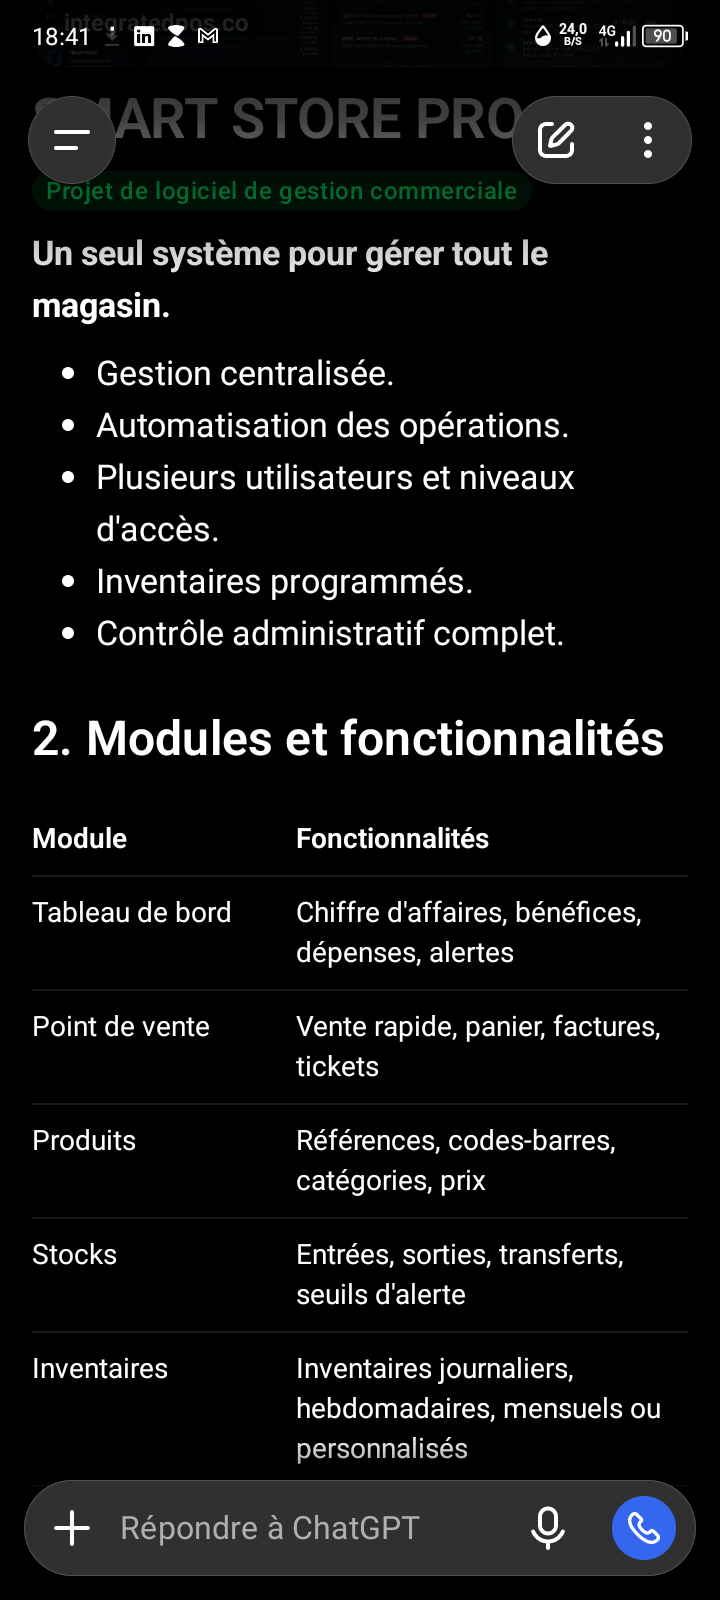 integratedpos.co
18:41
24,0
B/S
4G
90
SMART STORE PRO
Projet de logiciel de gestion commerciale
Un seul système pour gérer tout le
magasin.
Gestion centralisée.
Automatisation des opérations.
Plusieurs utilisateurs et niveaux
d'accès.
Inventaires programmés.
Contrôle administratif complet.
2. Modules et fonctionnalités
Module Fonctionnalités
Tableau de bord Chiffre d'affaires, bénéfices,
dépenses, alertes
Point de vente Vente rapide, panier, factures,
tickets
Produits Références, codes-barres,
catégories, prix
Stocks Entrées, sorties, transferts,
seuils d'alerte
Inventaires Inventaires journaliers,
hebdomadaires, mensuels ou
personnalisés
Répondre à ChatGPT